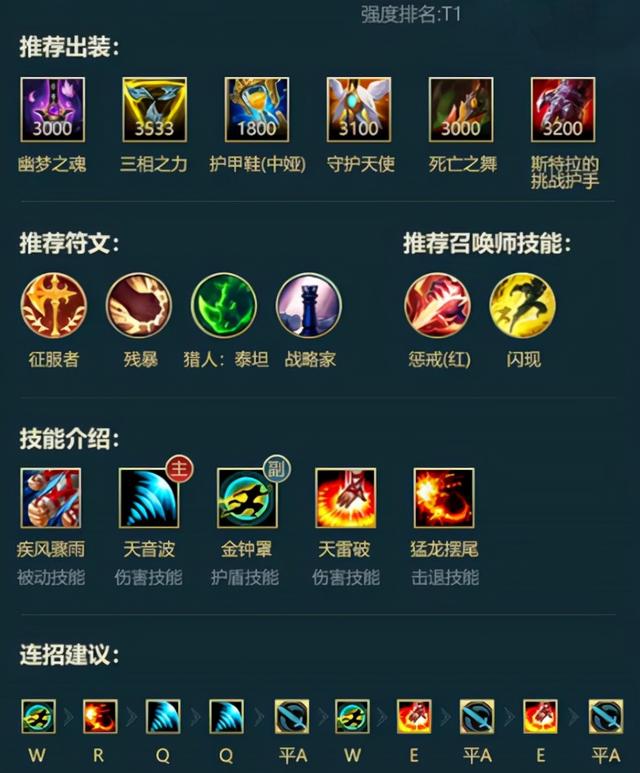 强度排名:T1
推荐出装：
3000 3533 1800 3100 3000 3200
幽梦之魂 三相之力 护甲鞋(中娅) 守护天使 死亡之舞 斯特拉的
挑战护手
推荐符文： 推荐召唤师技能：
征服者 残暴 猎人：泰坦 战略家 惩戒(红) 闪现
技能介绍：
主 副
疾风骤雨 天音波 金钟罩 天雷破 猛龙摆尾
被动技能 伤害技能 护盾技能 伤害技能 击退技能
连招建议：
W R Q Q 平A W E 平A E 平A